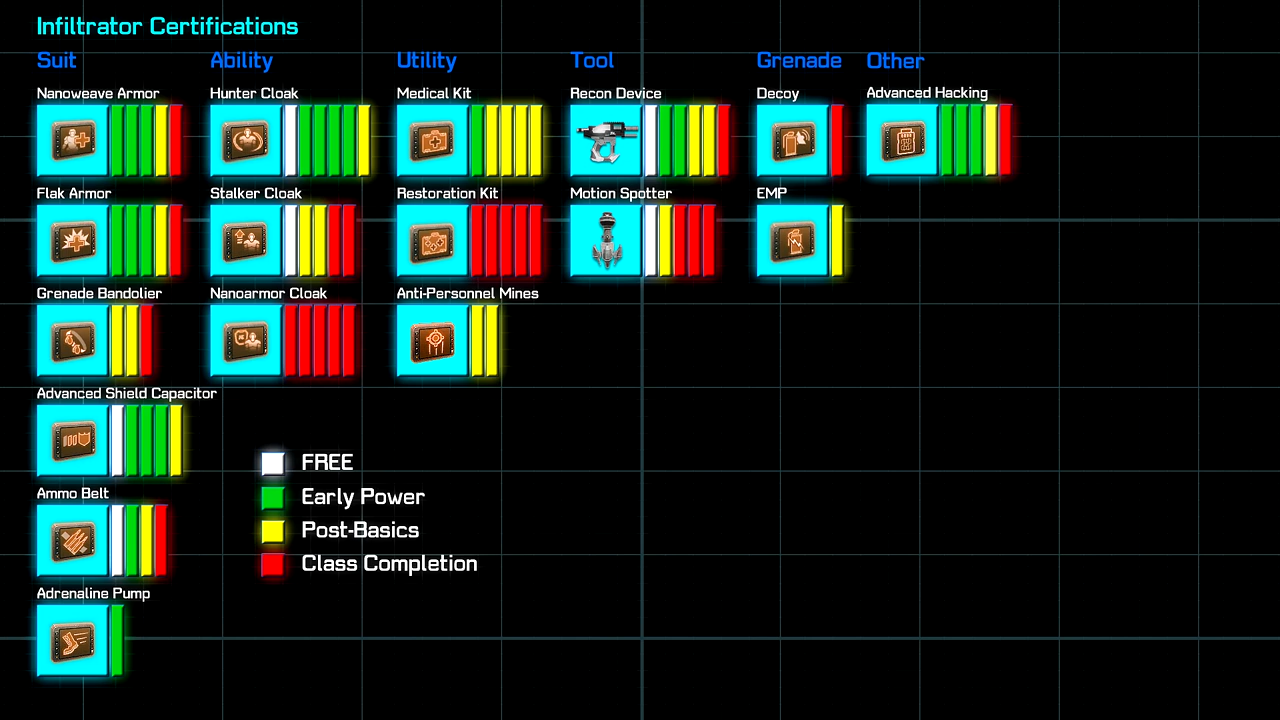 Infiltrator Certifications
Suit
Ability
Utility
Tool
Grenade
Other
Nanoweave Armor
Hunter Cloak
Medical Kit
Recon Device
Decoy
Advanced Hacking
Flak Armor
Stalker Cloak
Restoration Kit
Motion Spotter
EMP
Grenade Bandolier
Nanoarmor Cloak
Anti-Personnel Mines
Advanced Shield Capacitor
FREE
Ammo Belt
Early Power
Post-Basics
Class Completion
Adrenaline Pump